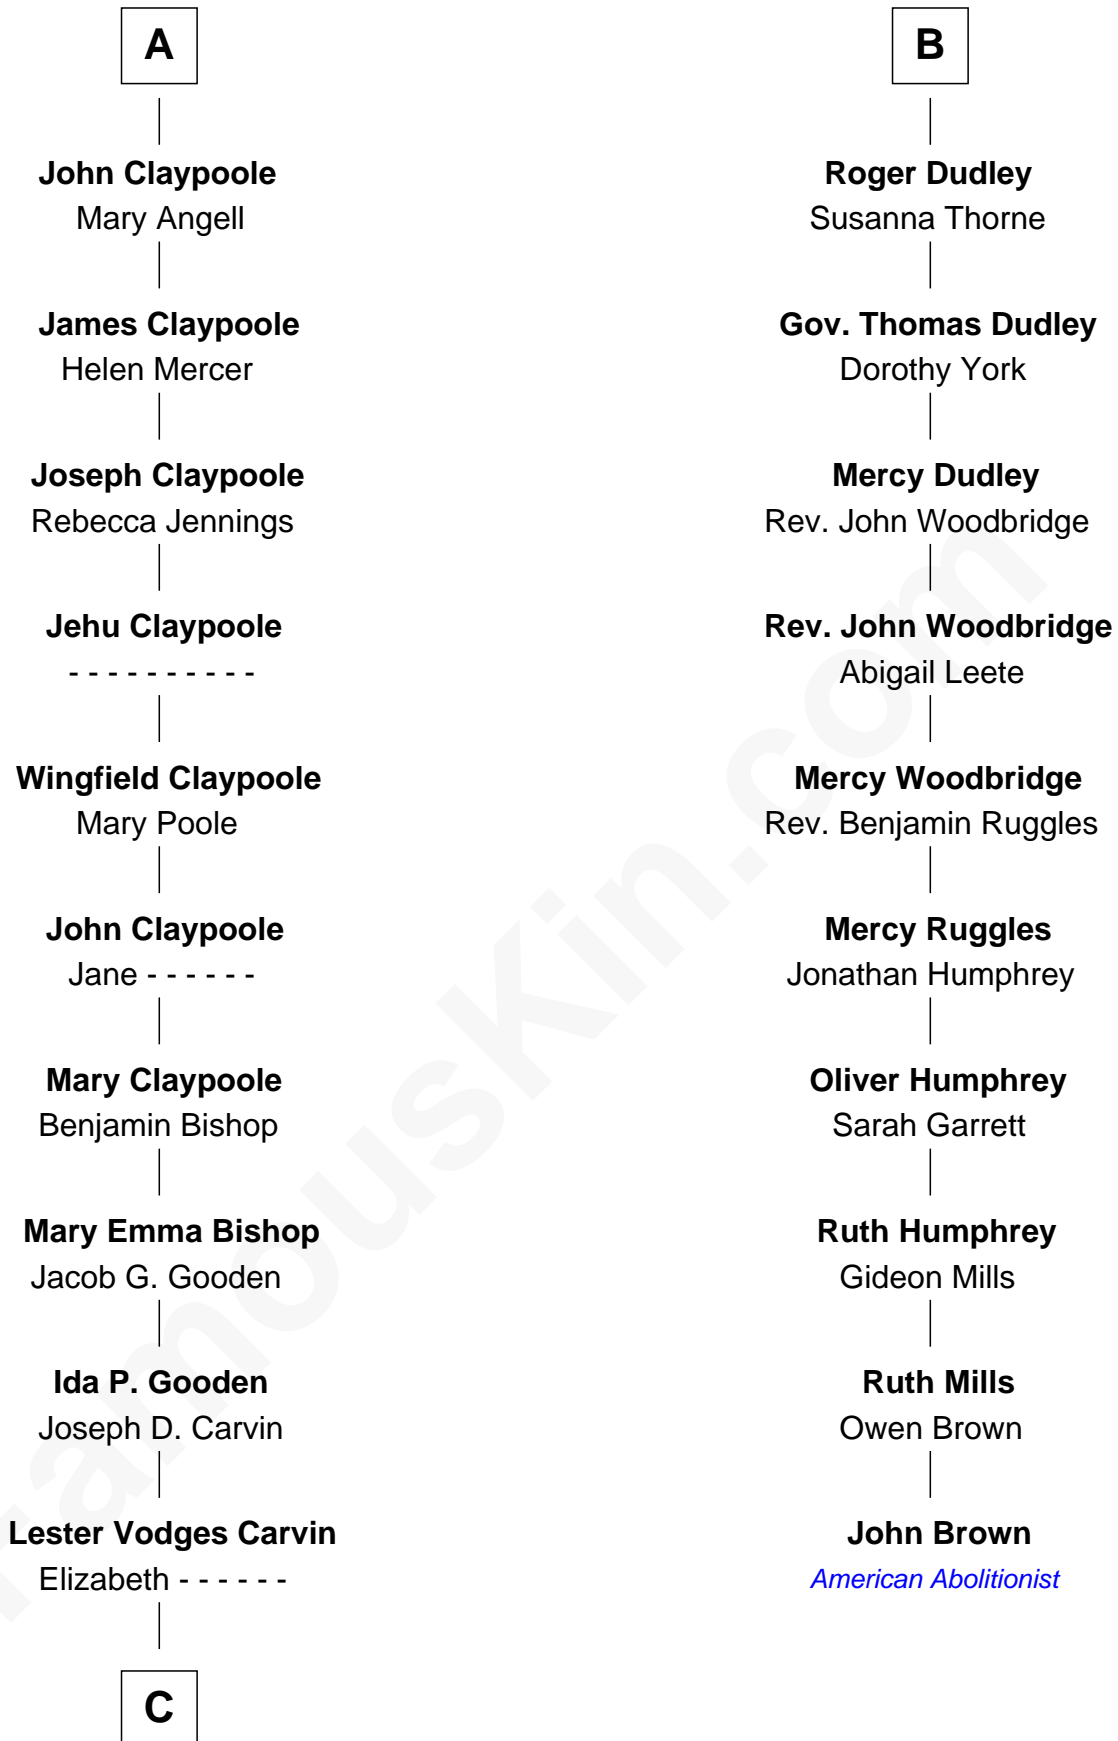 A
John Claypoole
Mary Angell
James Claypoole
Helen Mercer
Joseph Claypoole
Rebecca Jennings
Jehu Claypoole
- - - - - - - - - -
Wingfield Claypoole
Mary Poole
John Claypoole
Jane - - - - - -
Mary Claypoole
Benjamin Bishop
Mary Emma Bishop
Jacob G. Gooden
Ida P. Gooden
Joseph D. Carvin
Lester Vodges Carvin
Elizabeth - - - - - -
C
B
Roger Dudley
Susanna Thorne
Gov. Thomas Dudley
Dorothy York
Mercy Dudley
Rev. John Woodbridge
Rev. John Woodbridge
Abigail Leete
Mercy Woodbridge
Rev. Benjamin Ruggles
Mercy Ruggles
Jonathan Humphrey
Oliver Humphrey
Sarah Garrett
Ruth Humphrey
Gideon Mills
Ruth Mills
Owen Brown
John Brown
American Abolitionist
FamousKin.com